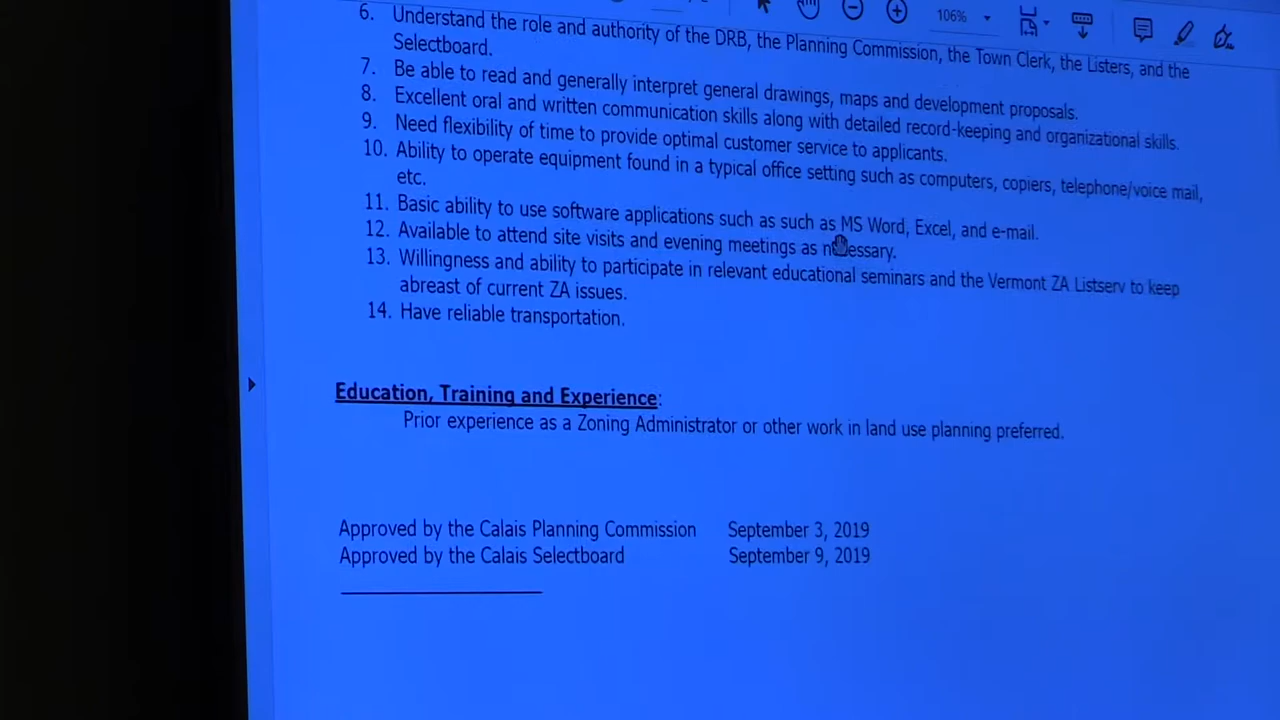 106%
6. Understand the role and authority of the DRB, the Planning Commission, the Town Clerk, the Listers, and the
Selectboard.
7. Be able to read and generally interpret general drawings, maps and development proposals.
8. Excellent oral and written communication skills along with detailed record-keeping and organizational skills.
9. Need flexibility of time to provide optimal customer service to applicants.
10. Ability to operate equipment found in a typical office setting such as computers, copiers, telephone/voice mail,
etc.
11. Basic ability to use software applications such as such as MS Word, Excel, and e-mail.
12. Available to attend site visits and evening meetings as necessary.
13. Willingness and ability to participate in relevant educational seminars and the Vermont ZA Listserv to keep
abreast of current ZA issues.
14. Have reliable transportation.
Education, Training and Experience:
Prior experience as a Zoning Administrator or other work in land use planning preferred.
Approved by the Calais Planning Commission September 3, 2019
Approved by the Calais Selectboard September 9, 2019